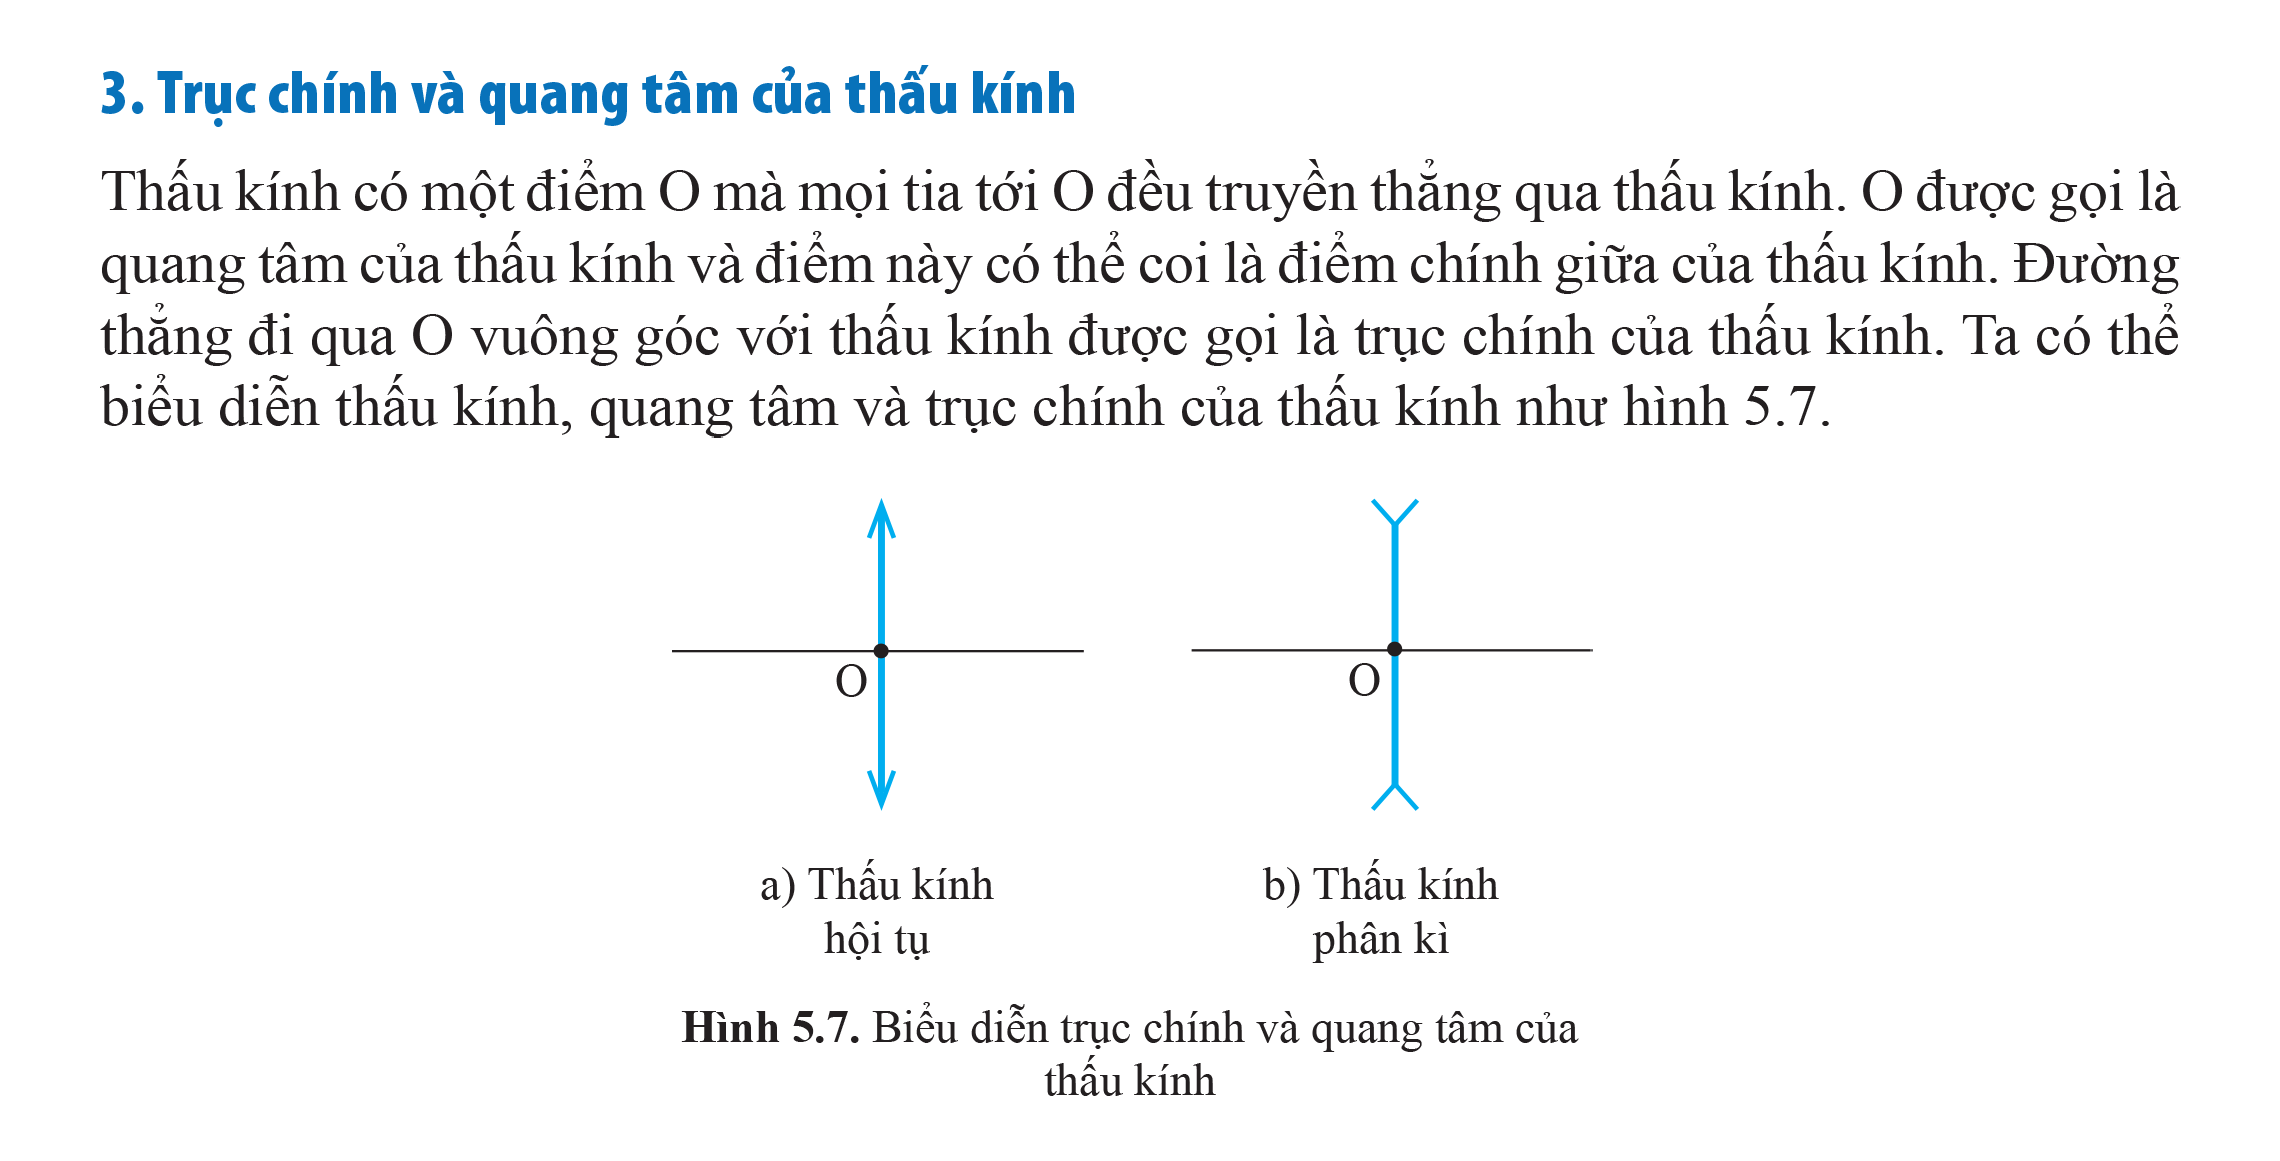 3. Trục chính và quang tâm của thấu kính
Thấu kính có một điểm O mà mọi tia tới O đều truyền thẳng qua thấu kính. O được gọi là
quang tâm của thấu kính và điểm này có thể coi là điểm chính giữa của thấu kính. Đường
thẳng đi qua O vuông góc với thấu kính được gọi là trục chính của thấu kính. Ta có thể
biểu diễn thấu kính, quang tâm và trục chính của thấu kính như hình 5.7.
O
O
a) Thấu kính
hội tụ
b) Thấu kính
phân kì
Hình 5.7. Biểu diễn trục chính và quang tâm của
thấu kính